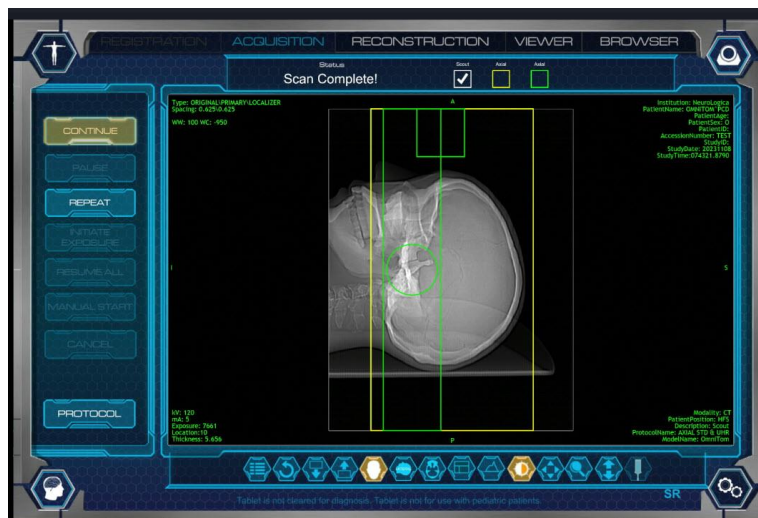 REGISTRATION ACQUISITION RECONSTRUCTION VIEWER BROWSER
Status
Scan Complete!
Scout Axial Axial
CONTINUE
PAUSE
REPEAT
INITIATE
EXPOSURE
RESUME ALL
MANUAL START
CANCEL
PROTOCOL
Type: ORIGINAL\PRIMARY\LOCALIZER
Spacing: 0.625\0.625
WW: 100 WC: -950
A
Institution: NeuroLogica
PatientName: OMNITOM^PCD
PatientAge:
PatientSex: O
PatientID:
AccessionNumber: TEST
StudyID:
StudyDate: 20231108
StudyTime:074321.8790
I
S
kV: 120
mA: 5
Exposure: 7661
Location:10
Thickness: 5.656
P
Modality: CT
PatientPosition: HFS
Description: Scout
ProtocolName: AXIAL STD & UHR
ModelName: OmniTom
SR
Tablet is not cleared for diagnosis. Tablet is not for use with pediatric patients.